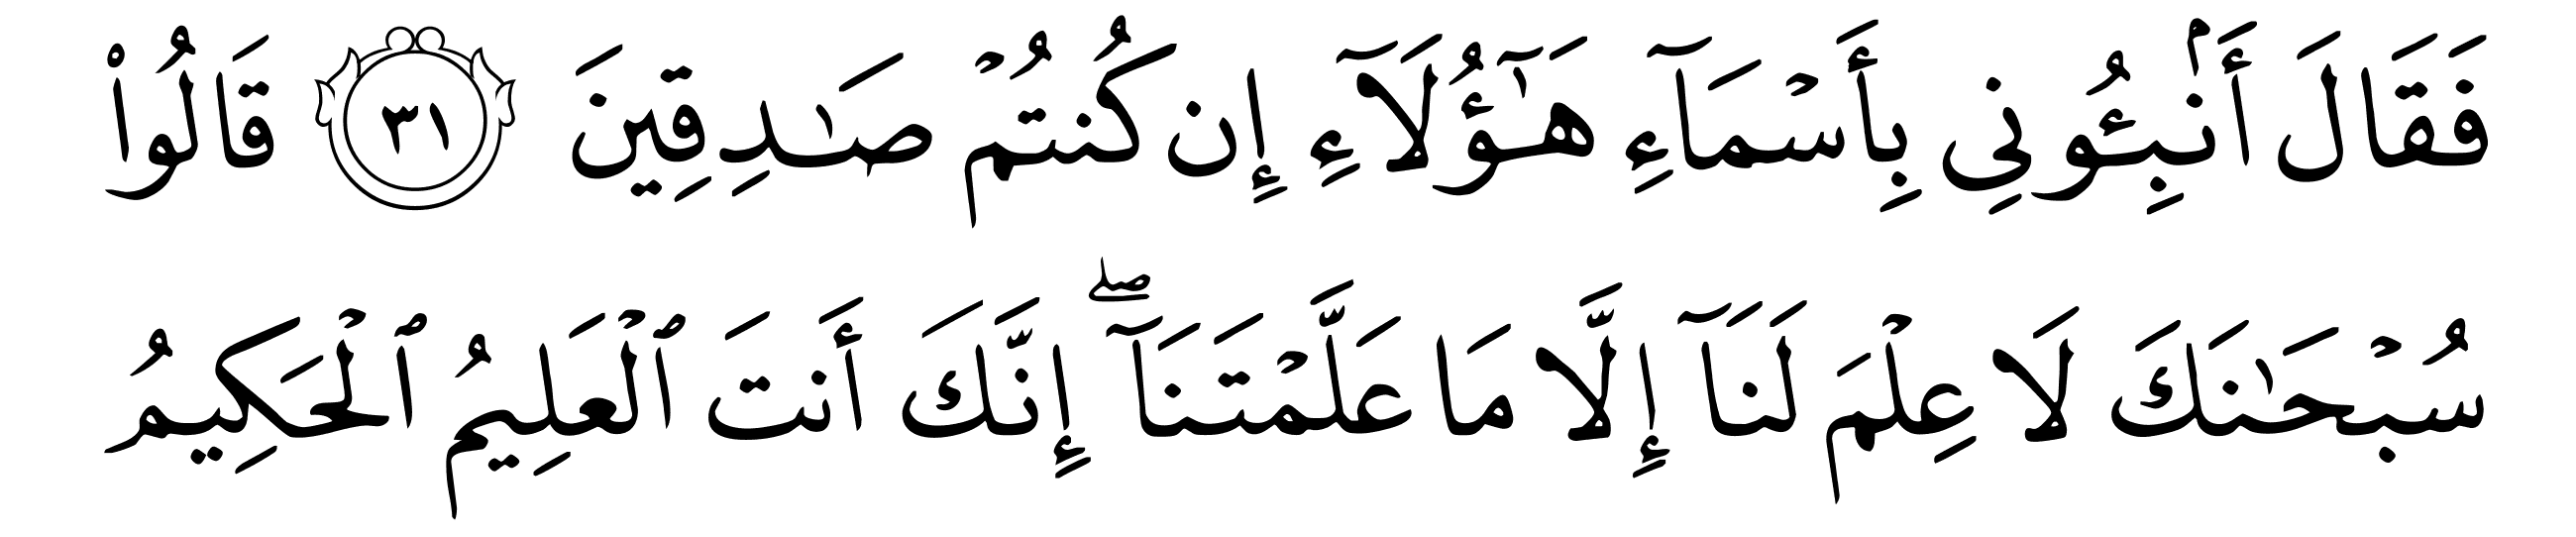 فَقَالَ أَنۢبِـُٔونِي بِأَسۡمَآءِ هَٰٓؤُلَآءِ إِن كُنتُمۡ صَٰدِقِينَ ٣١ قَالُواْ
سُبۡحَٰنَكَ لَا عِلۡمَ لَنَآ إِلَّا مَا عَلَّمۡتَنَآۖ إِنَّكَ أَنتَ ٱلۡعَلِيمُ ٱلۡحَكِيمُ